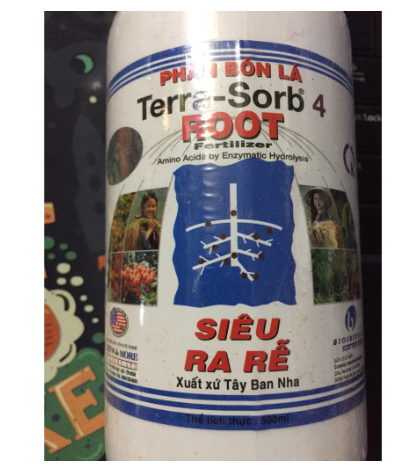 PHÂN BÓN LÁ
Terra-Sorb® 4
ROOT
Fertilizer
Amino Acids by Enzymatic Hydrolysis
SIÊU
RA RỄ
Xuất xứ Tây Ban Nha
Thể tích thực : 500ml